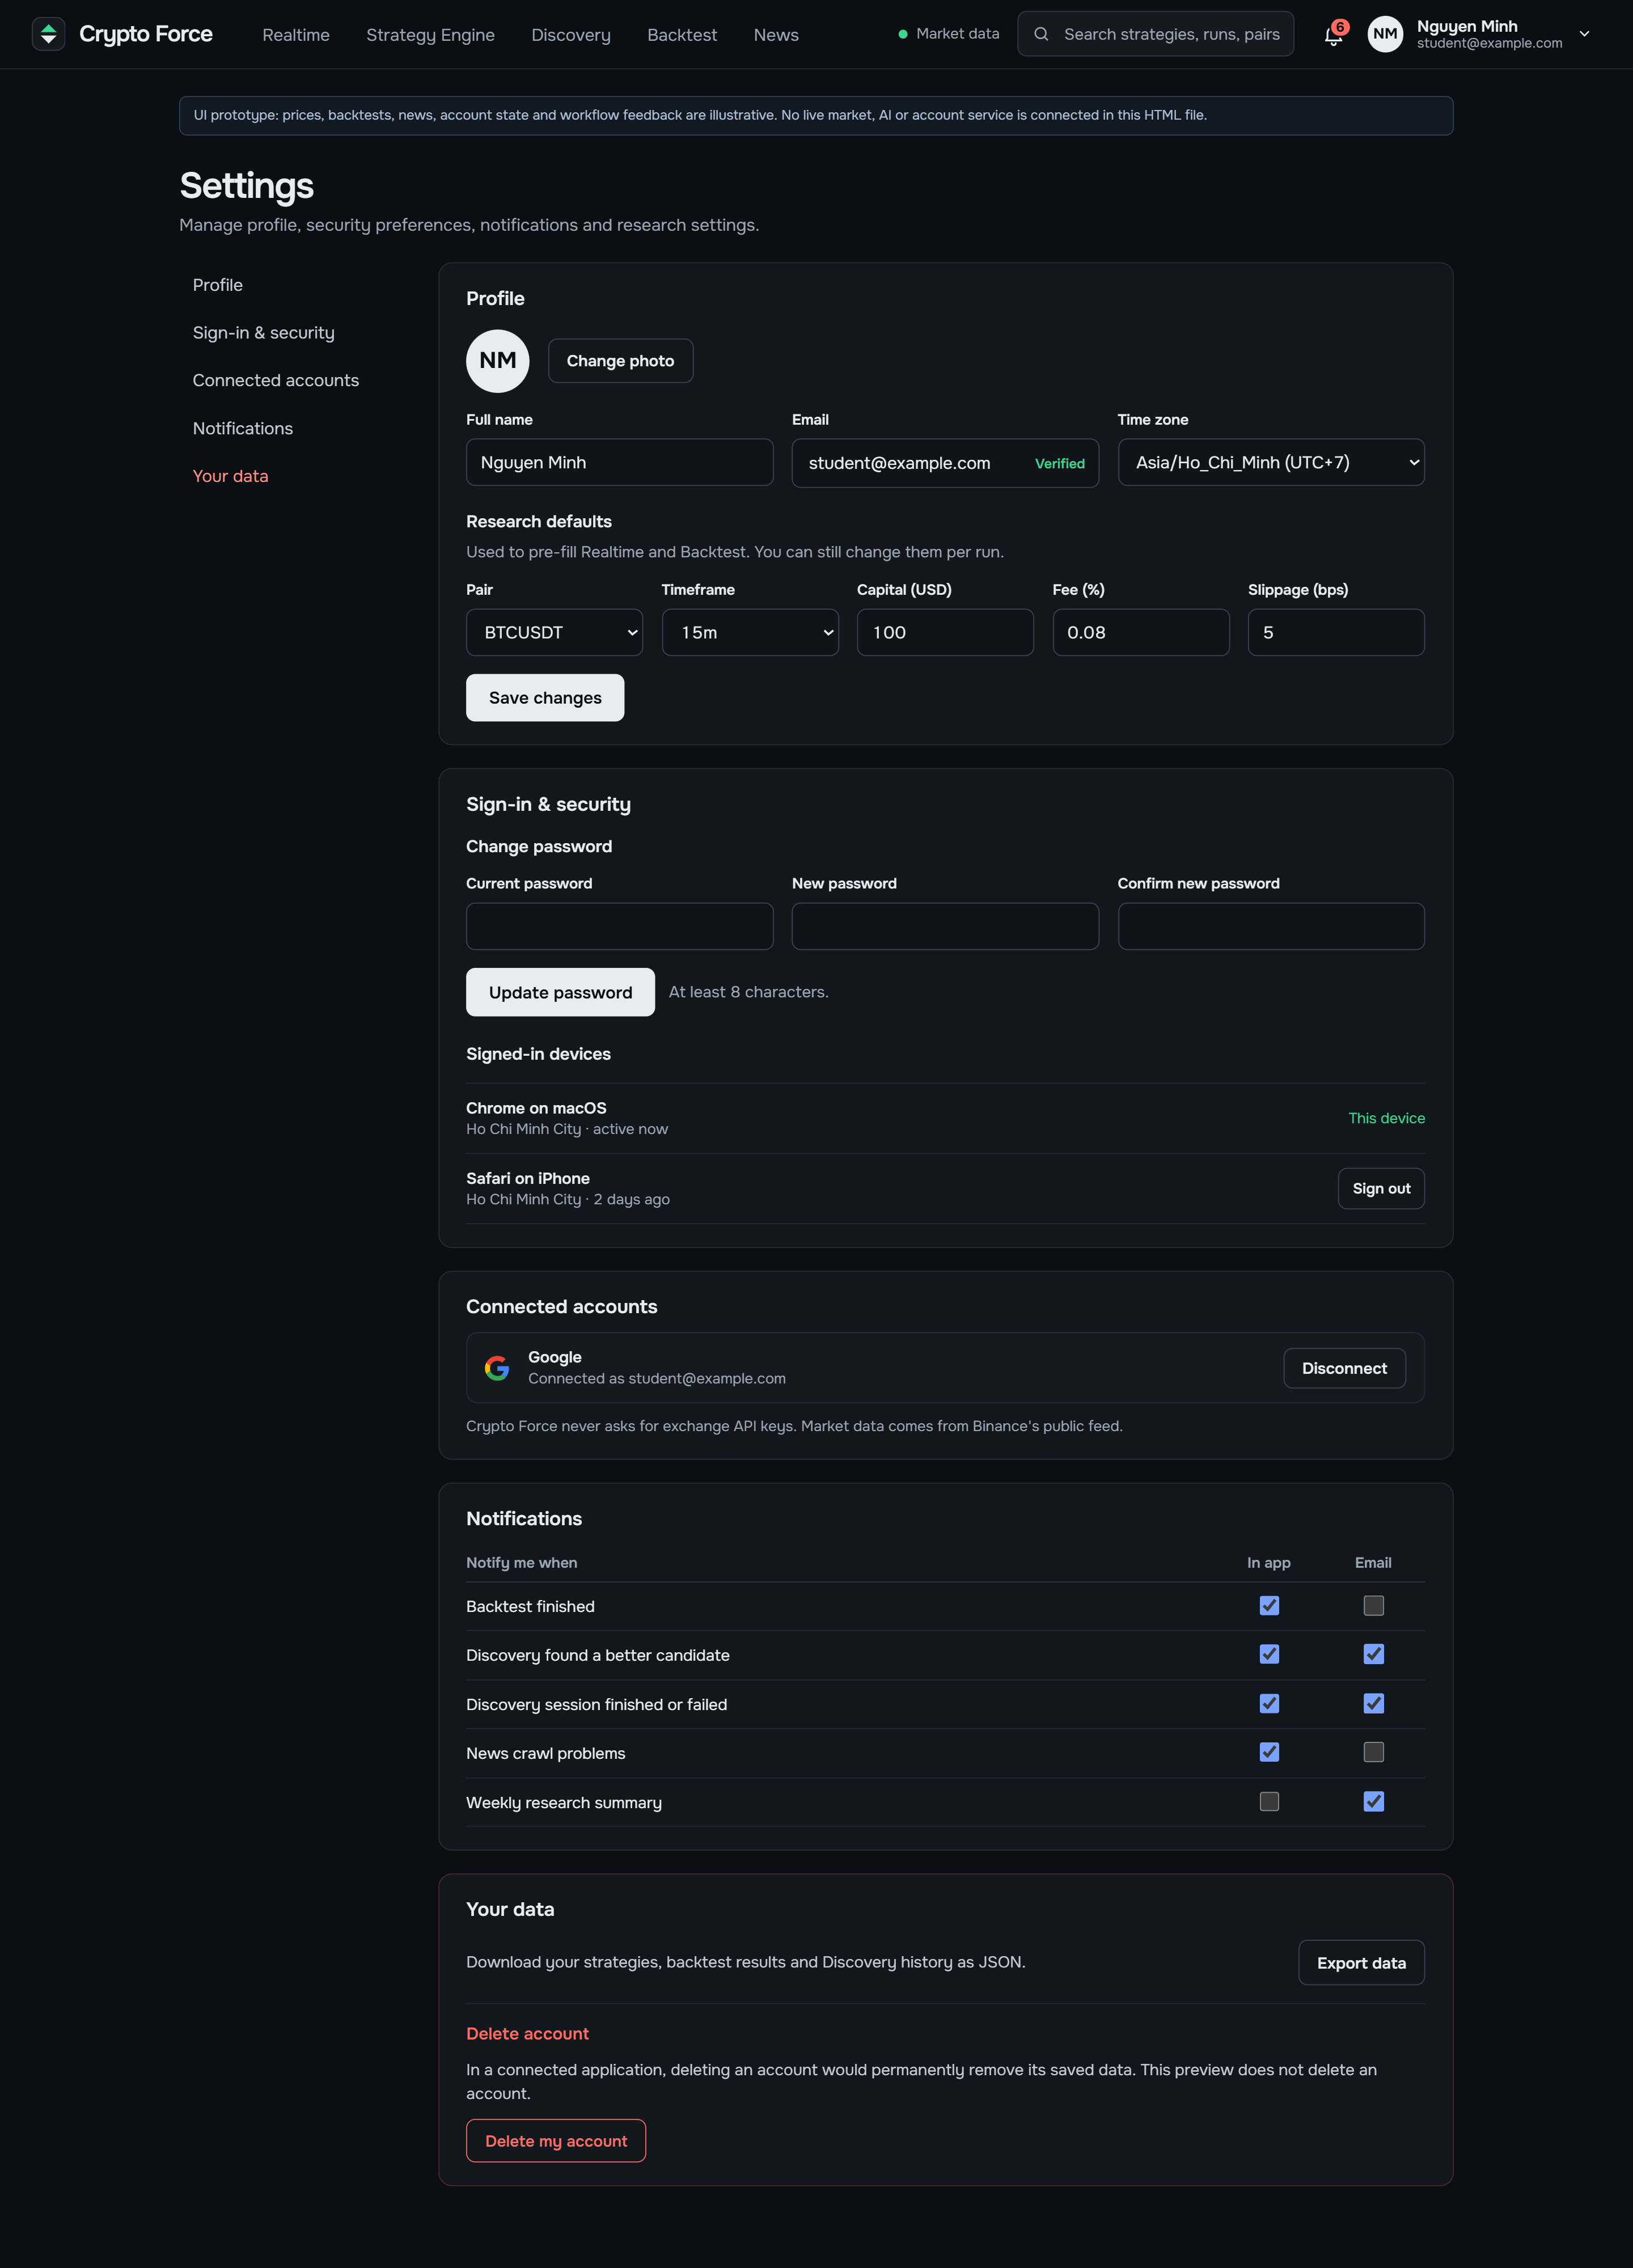 Crypto Force
Realtime
Strategy Engine
Discovery
Backtest
News
Market data
Search strategies, runs, pairs
6
NM
Nguyen Minh
student@example.com
UI prototype: prices, backtests, news, account state and workflow feedback are illustrative. No live market, AI or account service is connected in this HTML file.
Settings
Manage profile, security preferences, notifications and research settings.
Profile
Sign-in & security
Connected accounts
Notifications
Your data
Profile
NM
Change photo
Full name
Email
Time zone
Nguyen Minh
student@example.com
Verified
Asia/Ho_Chi_Minh (UTC+7)
Research defaults
Used to pre-fill Realtime and Backtest. You can still change them per run.
Pair
Timeframe
Capital (USD)
Fee (%)
Slippage (bps)
BTCUSDT
15m
100
0.08
5
Save changes
Sign-in & security
Change password
Current password
New password
Confirm new password
Update password
At least 8 characters.
Signed-in devices
Chrome on macOS
Ho Chi Minh City · active now
This device
Safari on iPhone
Ho Chi Minh City · 2 days ago
Sign out
Connected accounts
Google
Connected as student@example.com
Disconnect
Crypto Force never asks for exchange API keys. Market data comes from Binance's public feed.
Notifications
Notify me when
In app
Email
Backtest finished
Discovery found a better candidate
Discovery session finished or failed
News crawl problems
Weekly research summary
Your data
Download your strategies, backtest results and Discovery history as JSON.
Export data
Delete account
In a connected application, deleting an account would permanently remove its saved data. This preview does not delete an
account.
Delete my account